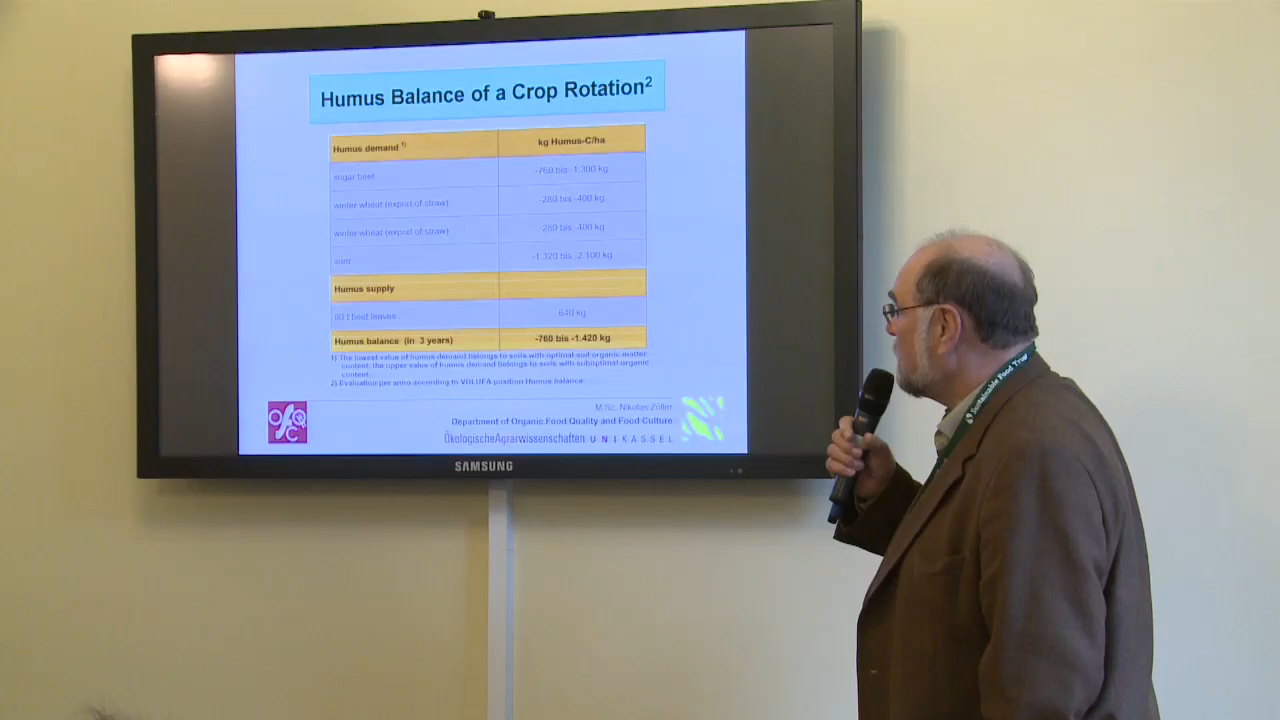 Humus Balance of a Crop Rotation2
Humus demand 1) kg Humus-C/ha
sugar beet -760 bis -1.300 kg
winter wheat (export of straw) -280 bis -400 kg
winter wheat (export of straw) -280 bis -400 kg
sum -1.320 bis -2.100 kg
Humus supply
80 t beet leaves 640 kg
Humus balance (in 3 years) -760 bis -1.420 kg
1) The lowest value of humus demand belongs to soils with optimal soil organic matter
content, the upper value of humus demand belongs to soils with suboptimal organic
content.
2) Evaluation per anno according to VDLUFA position Humus balance
M.Sc. Nikolas Zoller
Department of Organic Food Quality and Food Culture
ÖkologischeAgrarwissenschaften U N I K A S S E L
SAMSUNG
Sustainable Food Trust